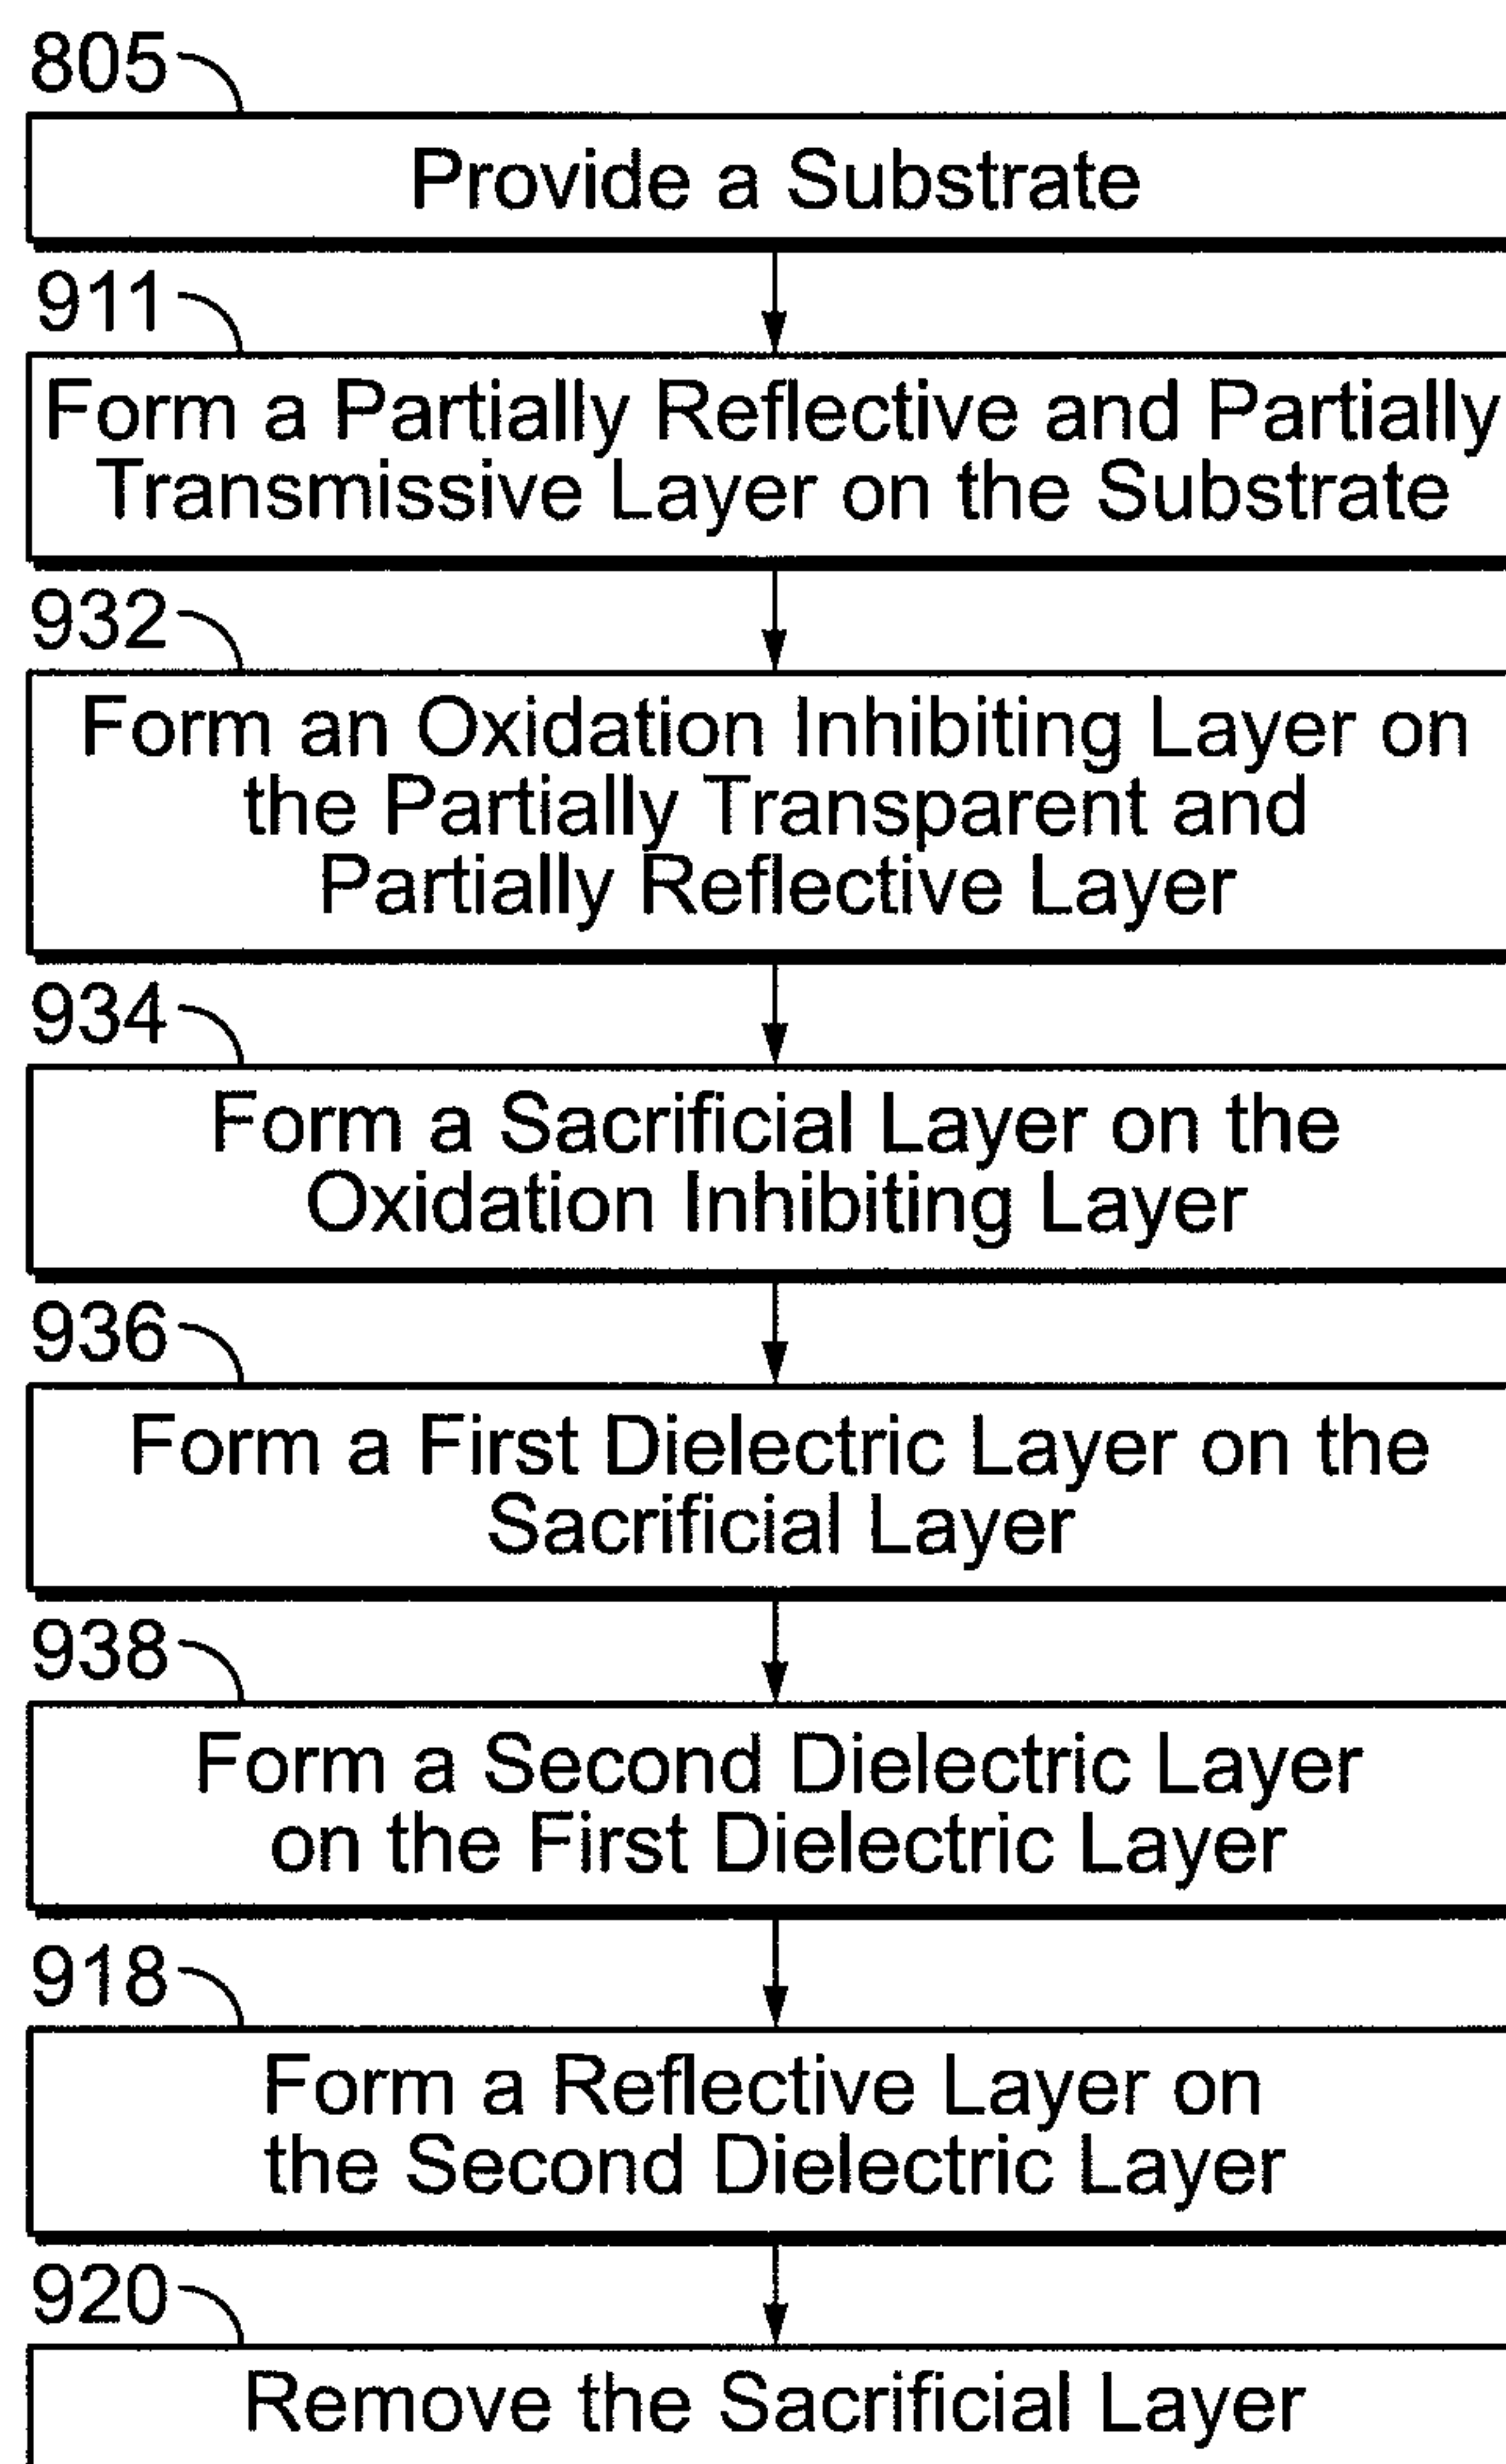 805
Provide a Substrate
911
Form a Partially Reflective and Partially
Transmissive Layer on the Substrate
932
Form an Oxidation Inhibiting Layer on
the Partially Transparent and
Partially Reflective Layer
934
Form a Sacrificial Layer on the
Oxidation Inhibiting Layer
936
Form a First Dielectric Layer on the
Sacrificial Layer
938
Form a Second Dielectric Layer
on the First Dielectric Layer
918
Form a Reflective Layer on
the Second Dielectric Layer
920
Remove the Sacrificial Layer